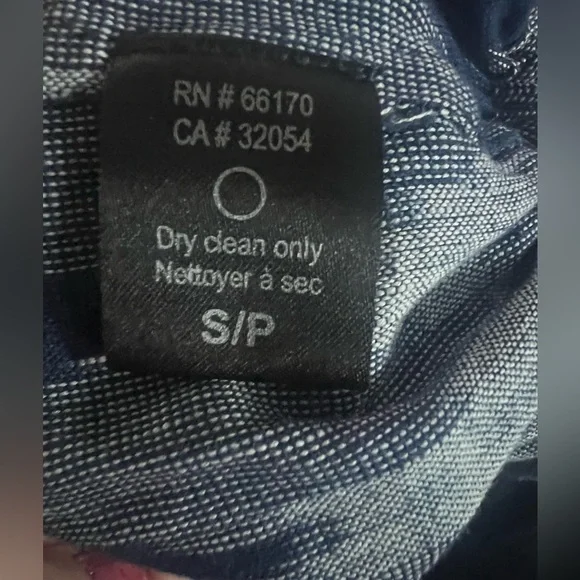 RN # 66170
CA # 32054
Dry clean only
Nettoyer à sec
S/P